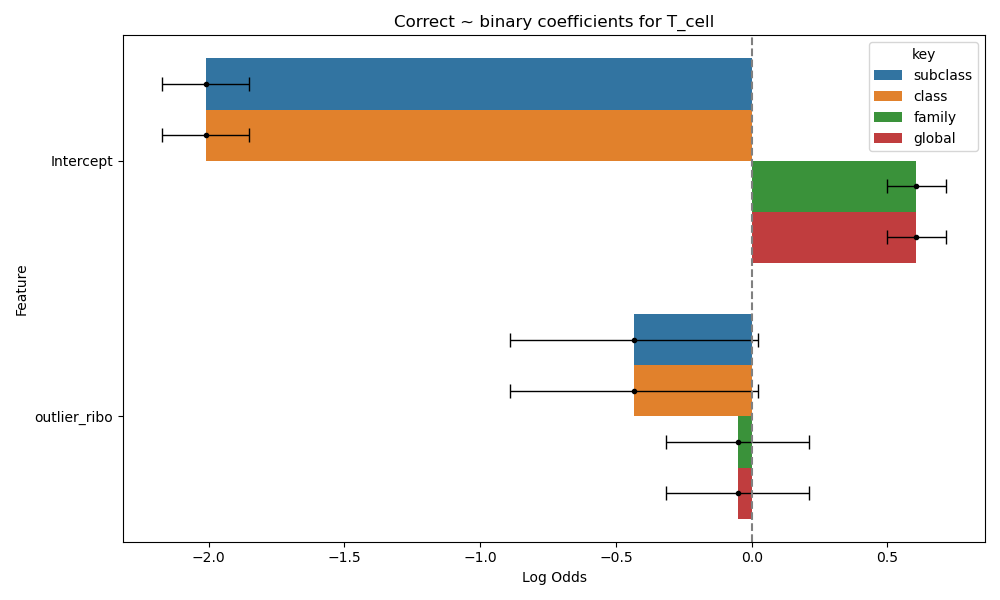 Correct ~ binary coefficients for T_cell
key
subclass
class
family
global
Intercept
outlier_ribo
Feature
−2.0
−1.5
−1.0
−0.5
0.0
0.5
Log Odds